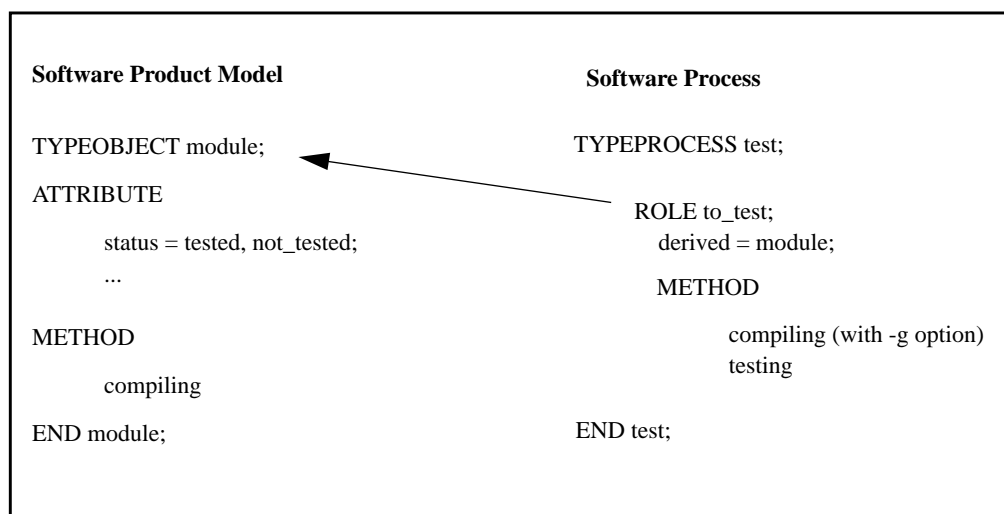 Software Product Model
TYPEOBJECT module;
ATTRIBUTE
status = tested, not_tested;
...
METHOD
compiling
END module;
Software Process
TYPEPROCESS test;
ROLE to_test;
derived = module;
METHOD
compiling (with -g option)
testing
END test;